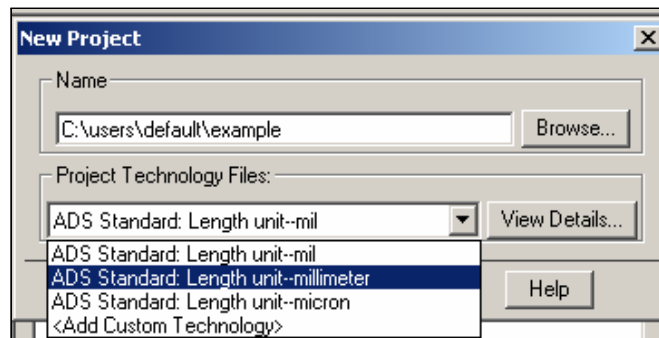 New Project
Name
C:\users\default\example
Browse...
Project Technology Files:
ADS Standard: Length unit--mil
View Details...
ADS Standard: Length unit--mil
ADS Standard: Length unit--millimeter
ADS Standard: Length unit--micron
<Add Custom Technology>
Help